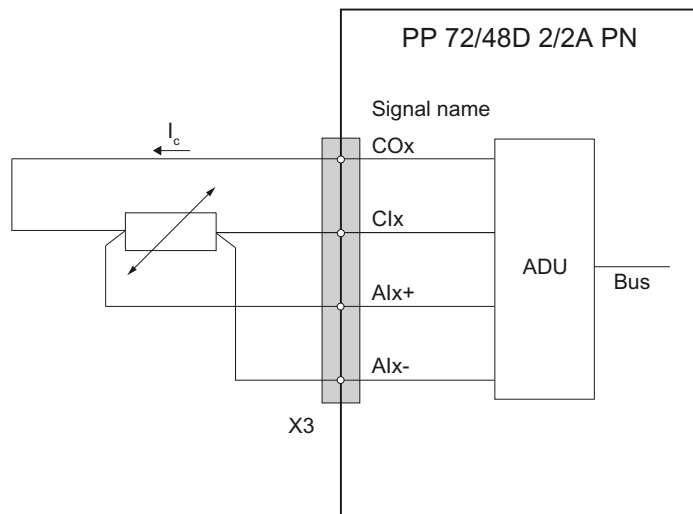 PP 72/48D 2/2A PN
Signal name
Ic
COx
CIx
ADU
Bus
AIx+
AIx-
X3